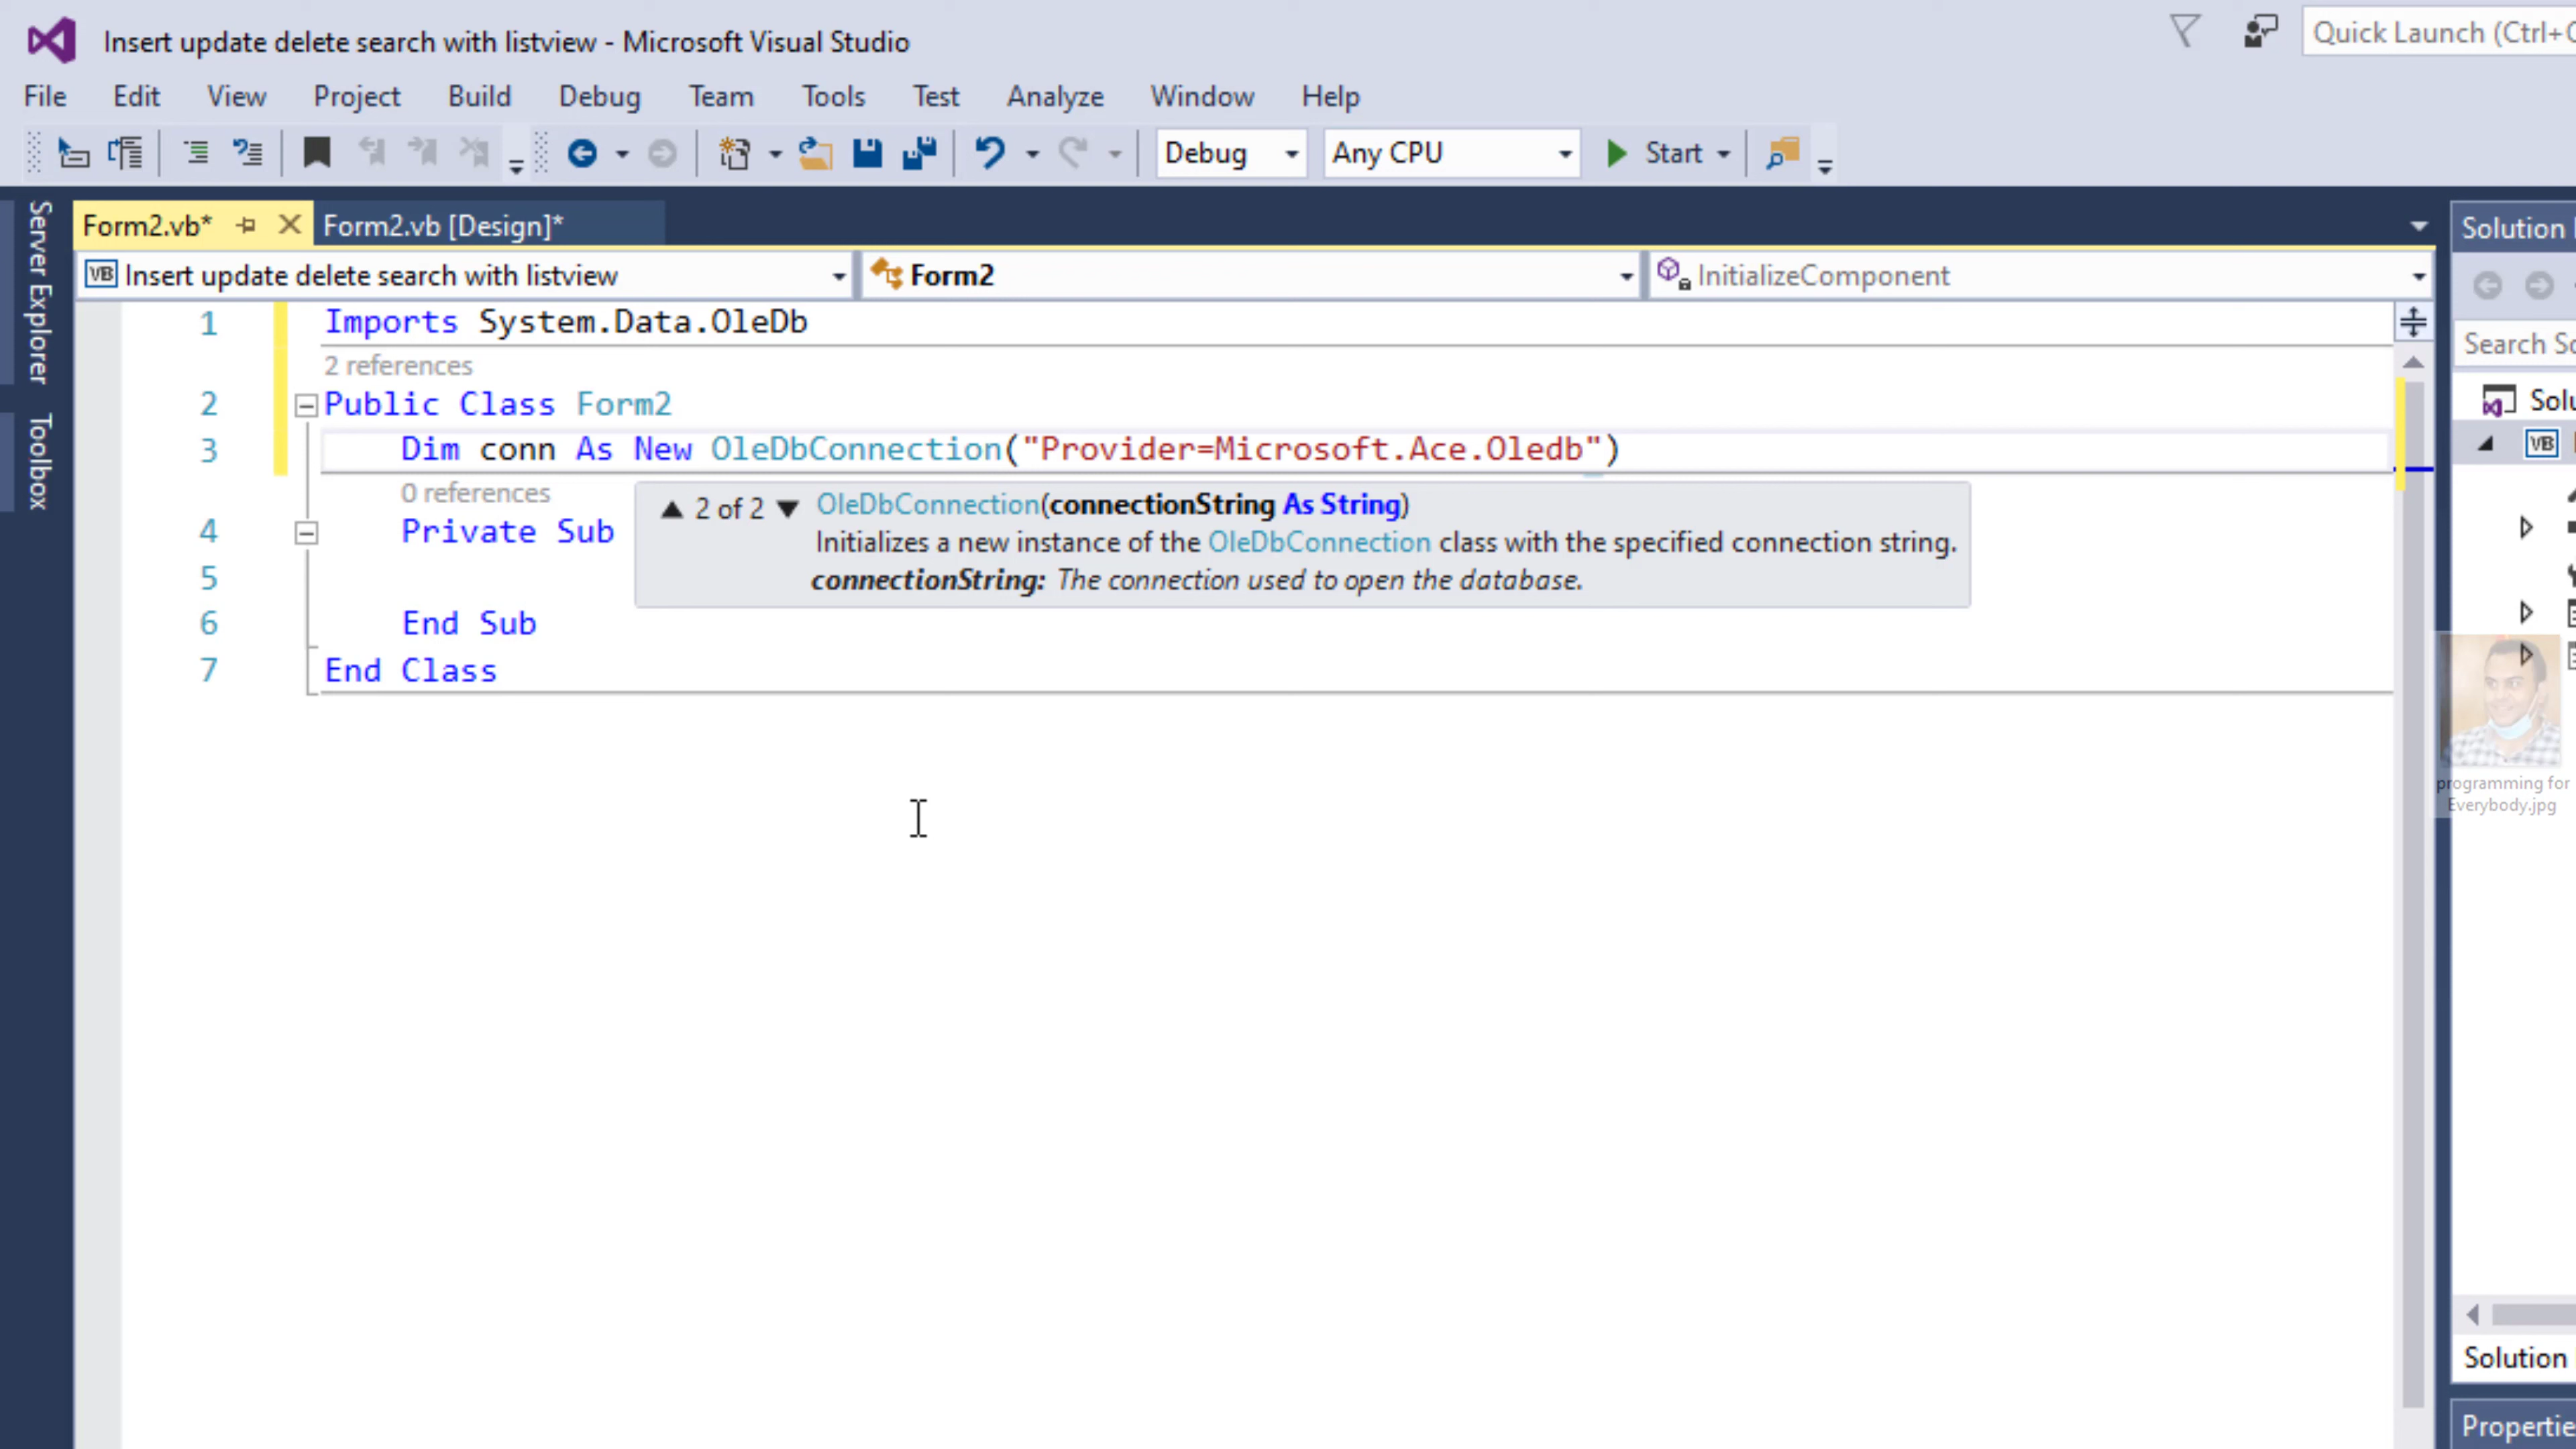 Insert update delete search with listview - Microsoft Visual Studio
Quick Launch (Ctrl+
File Edit View Project Build Debug Team Tools Test Analyze Window Help
Debug Any CPU Start
Server Explorer
Toolbox
Form2.vb* Form2.vb [Design]*
Solution
Insert update delete search with listview Form2 InitializeComponent
1 Imports System.Data.OleDb
2 references
2 Public Class Form2
3 Dim conn As New OleDbConnection("Provider=Microsoft.Ace.Oledb")
0 references
4 Private Sub
2 of 2 OleDbConnection(connectionString As String)
Initializes a new instance of the OleDbConnection class with the specified connection string.
connectionString: The connection used to open the database.
5
6 End Sub
7 End Class
Search
VB
programming for
Everybody.jpg
Solution